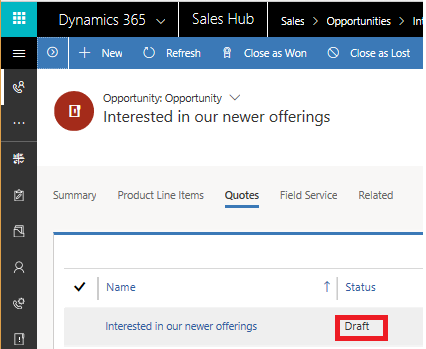 Dynamics 365 Sales Hub Sales Opportunities Int
New Refresh Close as Won Close as Lost
Opportunity: Opportunity
Interested in our newer offerings
Summary Product Line Items Quotes Field Service Related
Name Status
Interested in our newer offerings Draft